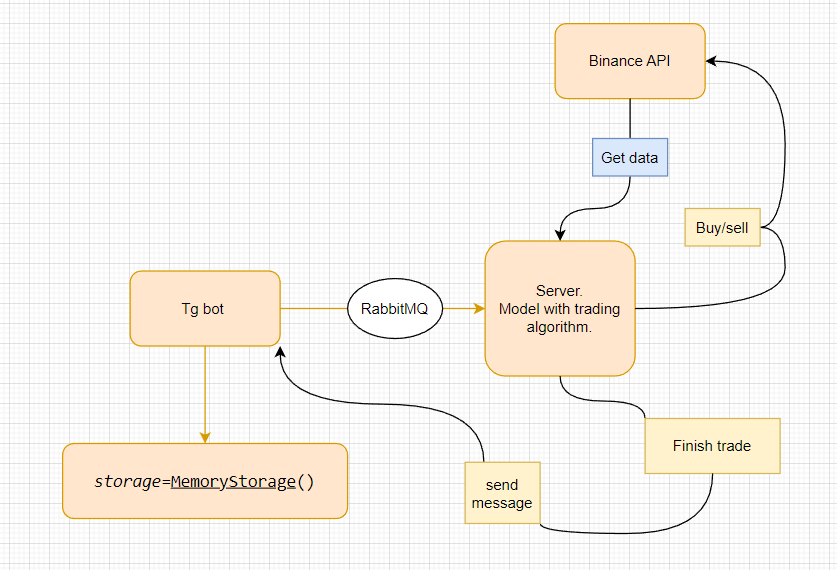 Binance API
Get data
Buy/sell
Server.
Model with trading
algorithm.
Tg bot
RabbitMQ
Finish trade
send
message
storage=MemoryStorage()